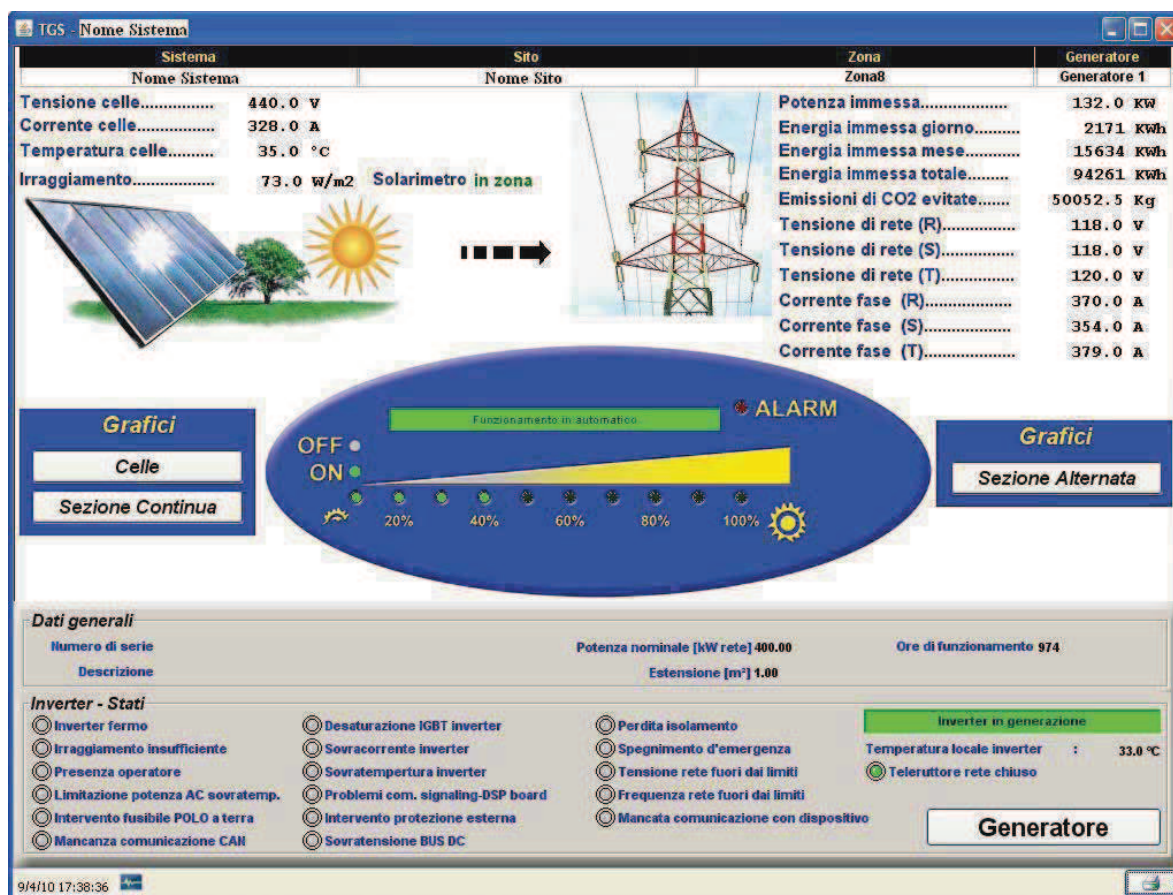 TGS - Nome Sistema
Sistema Sito Zona Generatore
Nome Sistema Nome Sito Zona8 Generatore 1
Tensione celle............... 440.0 V
Corrente celle................ 328.0 A
Temperatura celle......... 35.0 °C
Irraggiamento................. 73.0 W/m2 Solarimetro in zona
Potenza immessa.................. 132.0 KW
Energia immessa giorno.......... 2171 KWh
Energia immessa mese........... 15634 KWh
Energia immessa totale.......... 94261 KWh
Emissioni di CO2 evitate....... 50052.5 Kg
Tensione di rete (R)............... 118.0 V
Tensione di rete (S)............... 118.0 V
Tensione di rete (T)............... 120.0 V
Corrente fase (R).................... 370.0 A
Corrente fase (S).................... 354.0 A
Corrente fase (T).................... 379.0 A
Grafici
Celle
Sezione Continua
Funzionamento in automatico
ALARM
OFF
ON
20% 40% 60% 80% 100%
Grafici
Sezione Alternata
Dati generali
Numero di serie Potenza nominale [kW rete] 400.00 Ore di funzionamento 974
Descrizione Estensione [m²] 1.00
Inverter - Stati
Inverter fermo Desaturazione IGBT inverter Perdita isolamento Inverter in generazione
Irraggiamento insufficiente Sovracorrente inverter Spegnimento d'emergenza Temperatura locale inverter : 33.0 °C
Presenza operatore Sovratempertura inverter Tensione rete fuori dai limiti Teleruttore rete chiuso
Limitazione potenza AC sovratemp. Problemi com. signaling-DSP board Frequenza rete fuori dai limiti
Intervento fusibile POLO a terra Intervento protezione esterna Mancata comunicazione con dispositivo
Mancanza comunicazione CAN Sovratensione BUS DC
Generatore
9/4/10 17:38:36